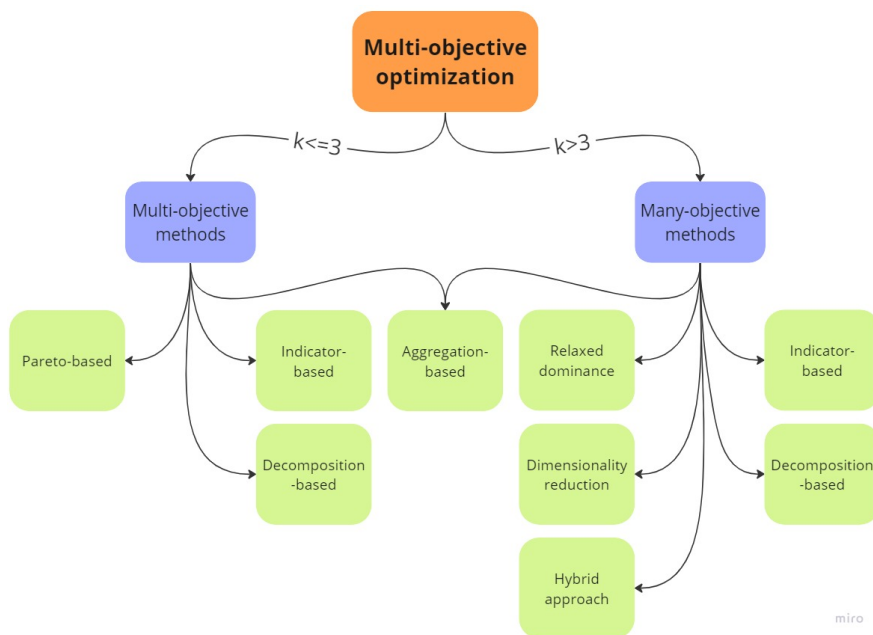 Multi-objective
optimization
k<=3
k>3
Multi-objective
methods
Many-objective
methods
Pareto-based
Indicator-
based
Aggregation-
based
Relaxed
dominance
Indicator-
based
Decomposition
-based
Dimensionality
reduction
Decomposition
-based
Hybrid
approach
miro